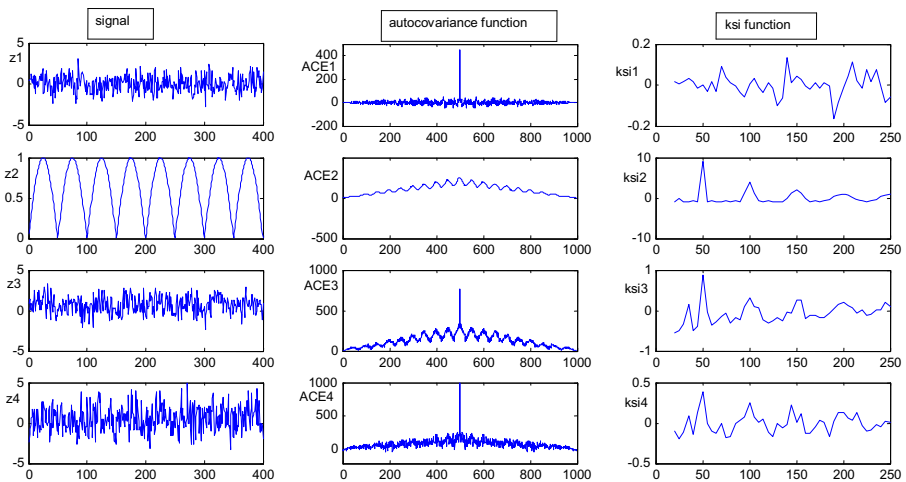 signal
autocovariance function
ksi function
5
z1
0
-5
0 100 200 300 400
400
ACE1
200
0
-200
0 200 400 600 800 1000
0.2
ksi1
0
-0.2
0 50 100 150 200 250
1
z2
0.5
0
0 100 200 300 400
ACE2
0
-500
0 200 400 600 800 1000
10
ksi2
0
-10
0 50 100 150 200 250
5
z3
0
-5
0 100 200 300 400
1000
ACE3
500
0
0 200 400 600 800 1000
1
ksi3
0
-1
0 50 100 150 200 250
5
z4
0
-5
0 100 200 300 400
1000
ACE4
500
0
0 200 400 600 800 1000
0.5
ksi4
0
-0.5
0 50 100 150 200 250